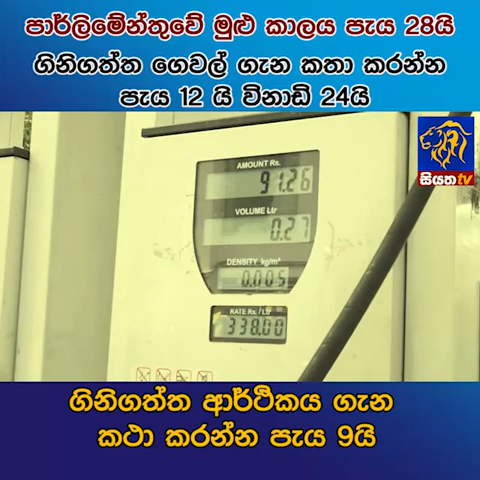 පාර්ලිමේන්තුවේ මුළු කාලය පැය 28යි
ගිනිගත්ත ගෙවල් ගැන කතා කරන්න
පැය 12 යි විනාඩි 24යි
සියත tv
AMOUNT Rs.
91.26
VOLUME Ltr
0.27
DENSITY kg/m³
0.005
RATE Rs. / Ltr
338.00
ගිනිගත්ත ආර්ථිකය ගැන
කථා කරන්න පැය 9යි